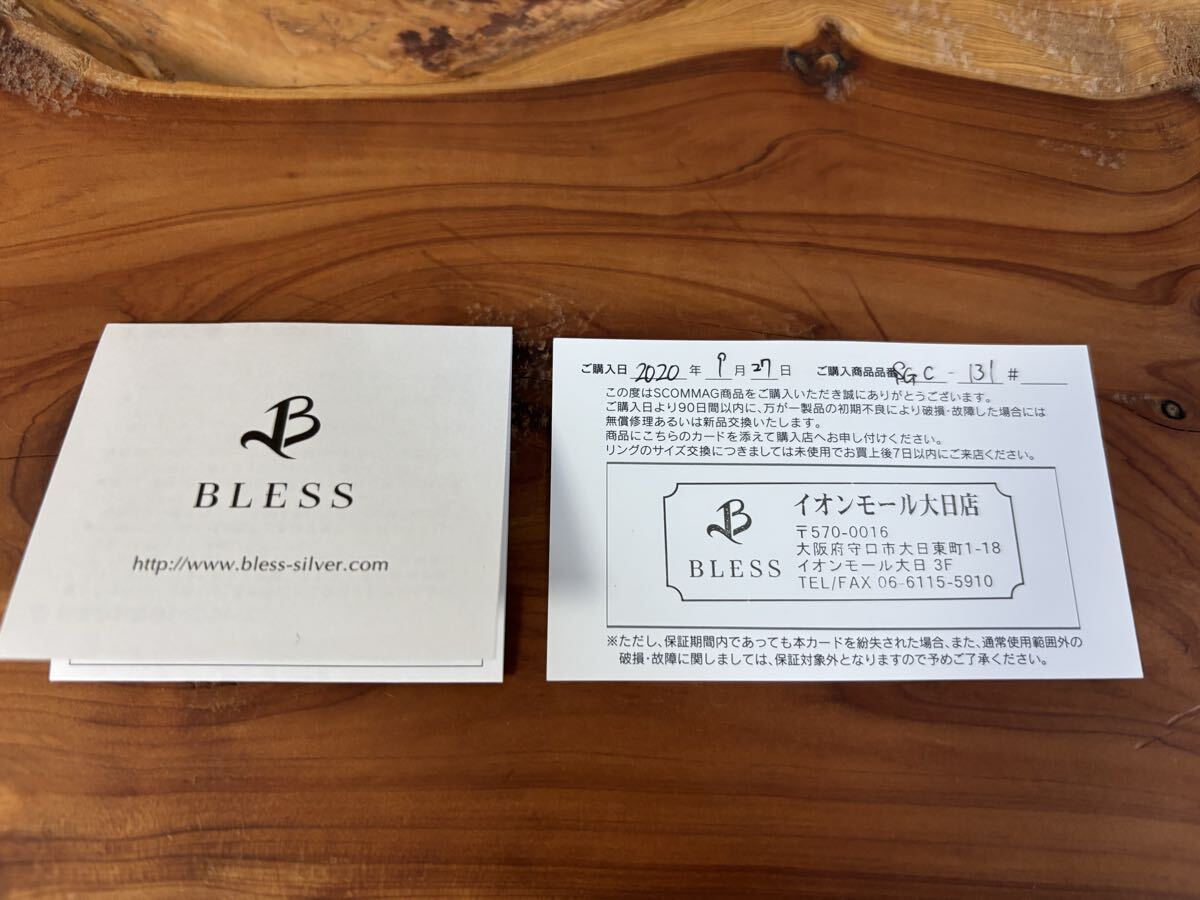 B
BLESS
http://www.bless-silver.com
ご購入日 2020 年 9 月 27 日 ご購入商品品番 PGC - 131 #
この度はSCOMMAG商品をご購入いただき誠にありがとうございます。
ご購入日より90日間以内に、万が一製品の初期不良により破損・故障した場合には
無償修理あるいは新品交換いたします。
商品にこちらのカードを添えて購入店へお申し付けください。
リングのサイズ交換につきましては未使用でお買上後7日以内にご来店ください。
B
BLESS
イオンモール大日店
〒570-0016
大阪府守口市大日東町1-18
イオンモール大日 3F
TEL/FAX 06-6115-5910
※ただし、保証期間内であっても本カードを紛失された場合、また、通常使用範囲外の
破損・故障に関しましては、保証対象外となりますので予めご了承ください。